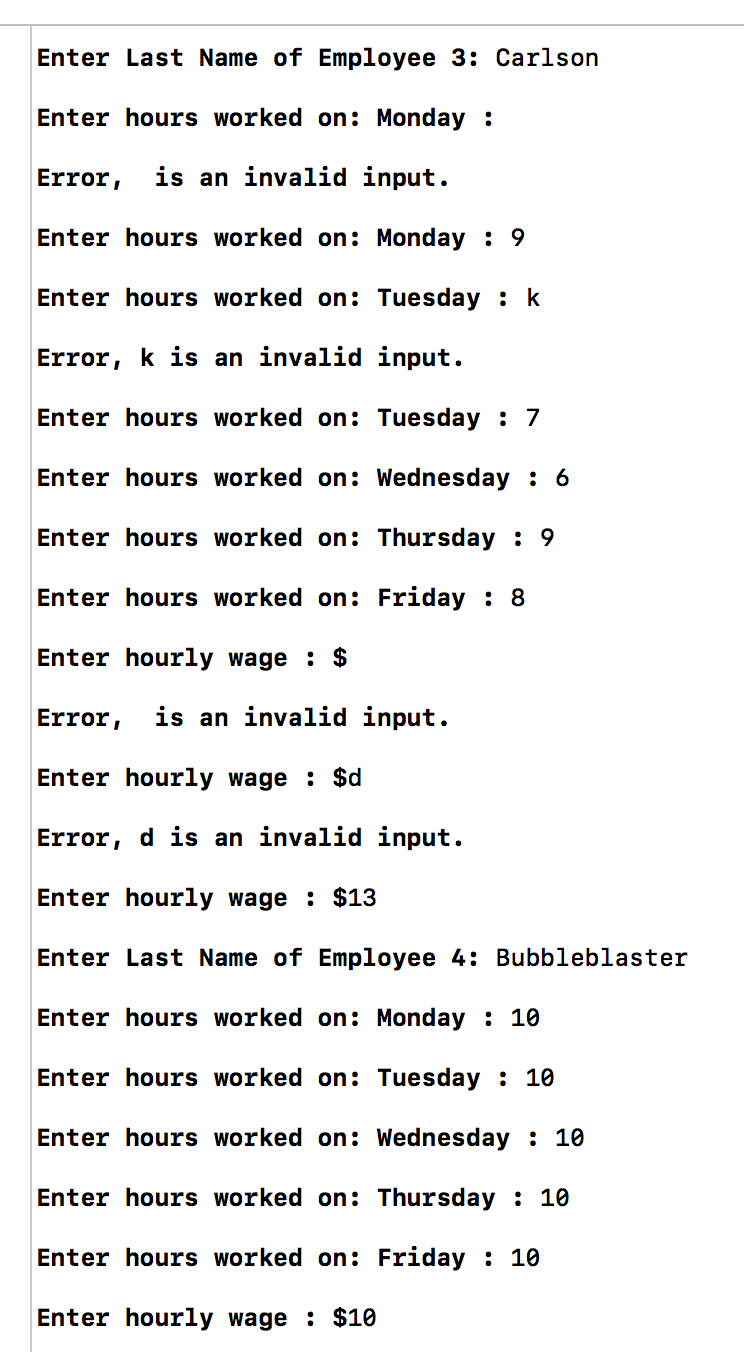 Enter Last Name of Employee 3: Carlson
Enter hours worked on: Monday :
Error,  is an invalid input.
Enter hours worked on: Monday : 9
Enter hours worked on: Tuesday : k
Error, k is an invalid input.
Enter hours worked on: Tuesday : 7
Enter hours worked on: Wednesday : 6
Enter hours worked on: Thursday : 9
Enter hours worked on: Friday : 8
Enter hourly wage : $
Error,  is an invalid input.
Enter hourly wage : $d
Error, d is an invalid input.
Enter hourly wage : $13
Enter Last Name of Employee 4: Bubbleblaster
Enter hours worked on: Monday : 10
Enter hours worked on: Tuesday : 10
Enter hours worked on: Wednesday : 10
Enter hours worked on: Thursday : 10
Enter hours worked on: Friday : 10
Enter hourly wage : $10